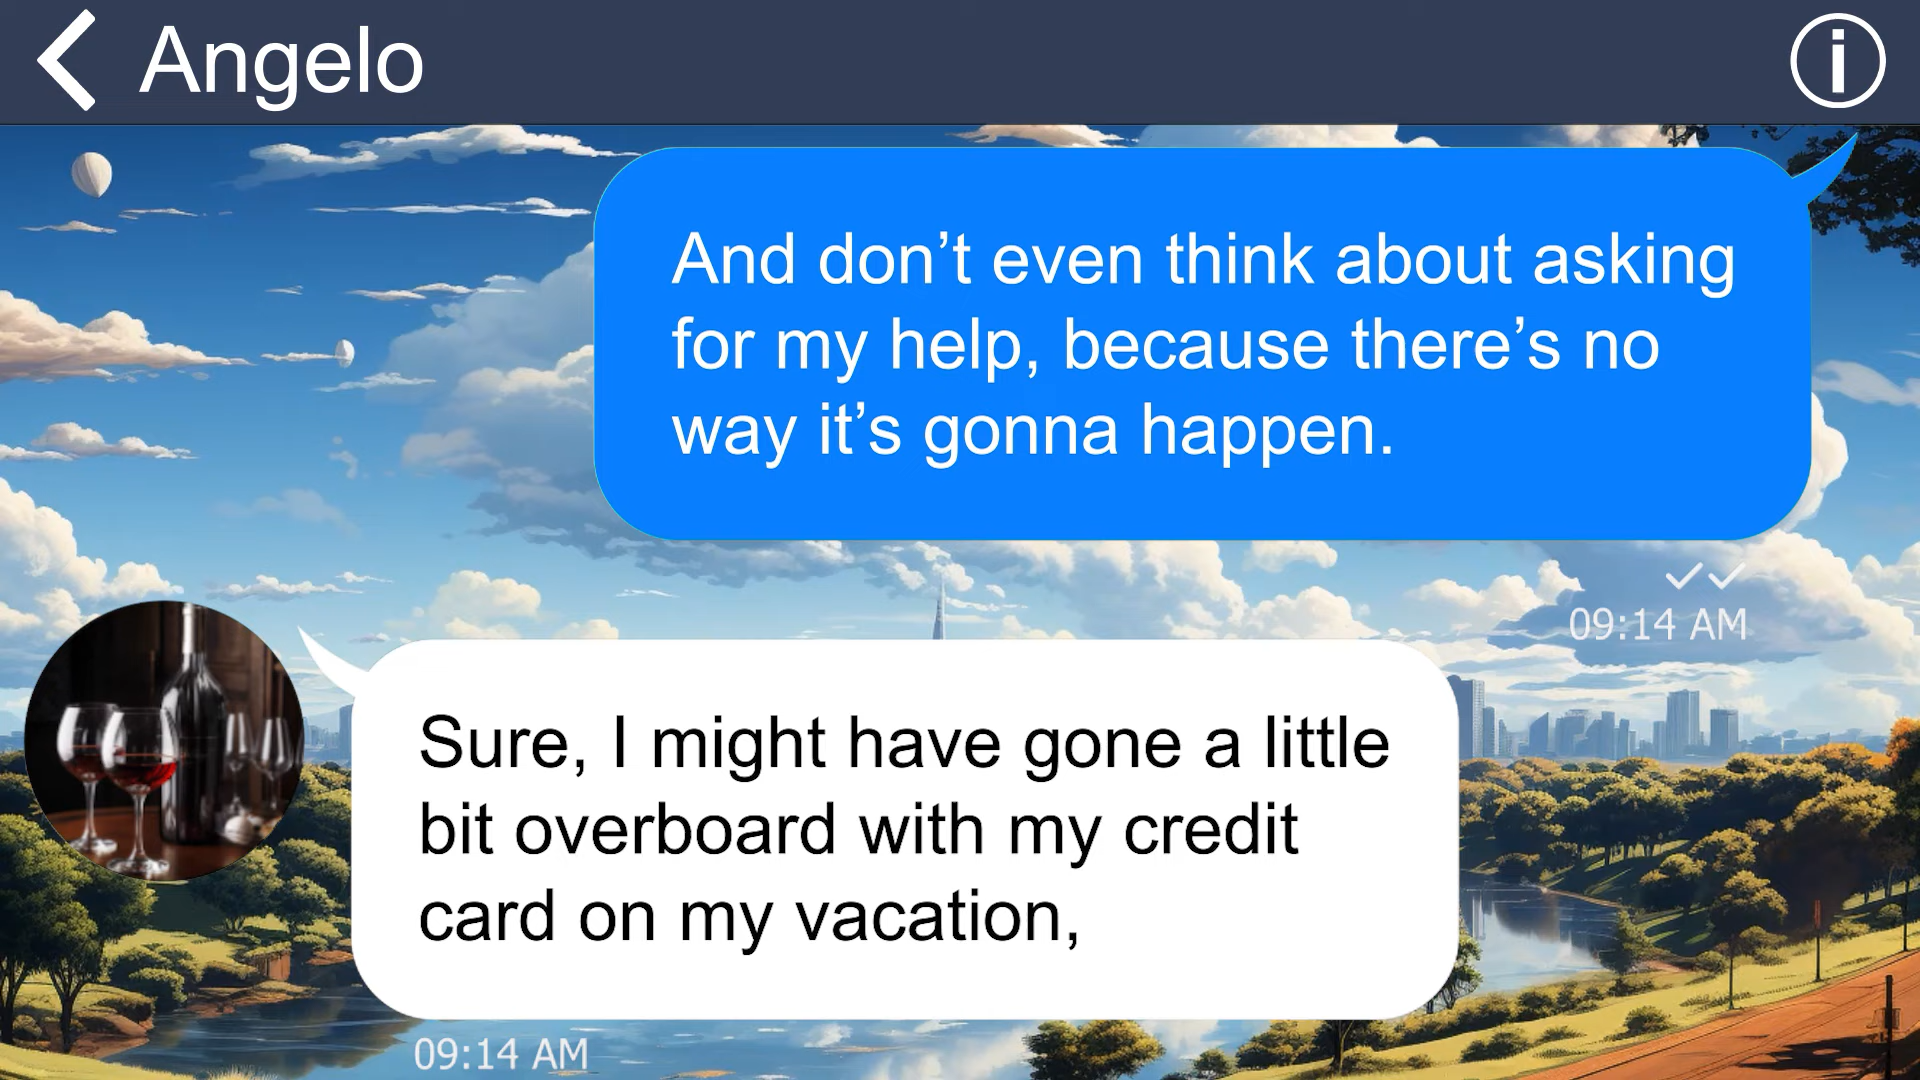 Angelo
And don’t even think about asking
for my help, because there’s no
way it’s gonna happen.
09:14 AM
Sure, I might have gone a little
bit overboard with my credit
card on my vacation,
09:14 AM